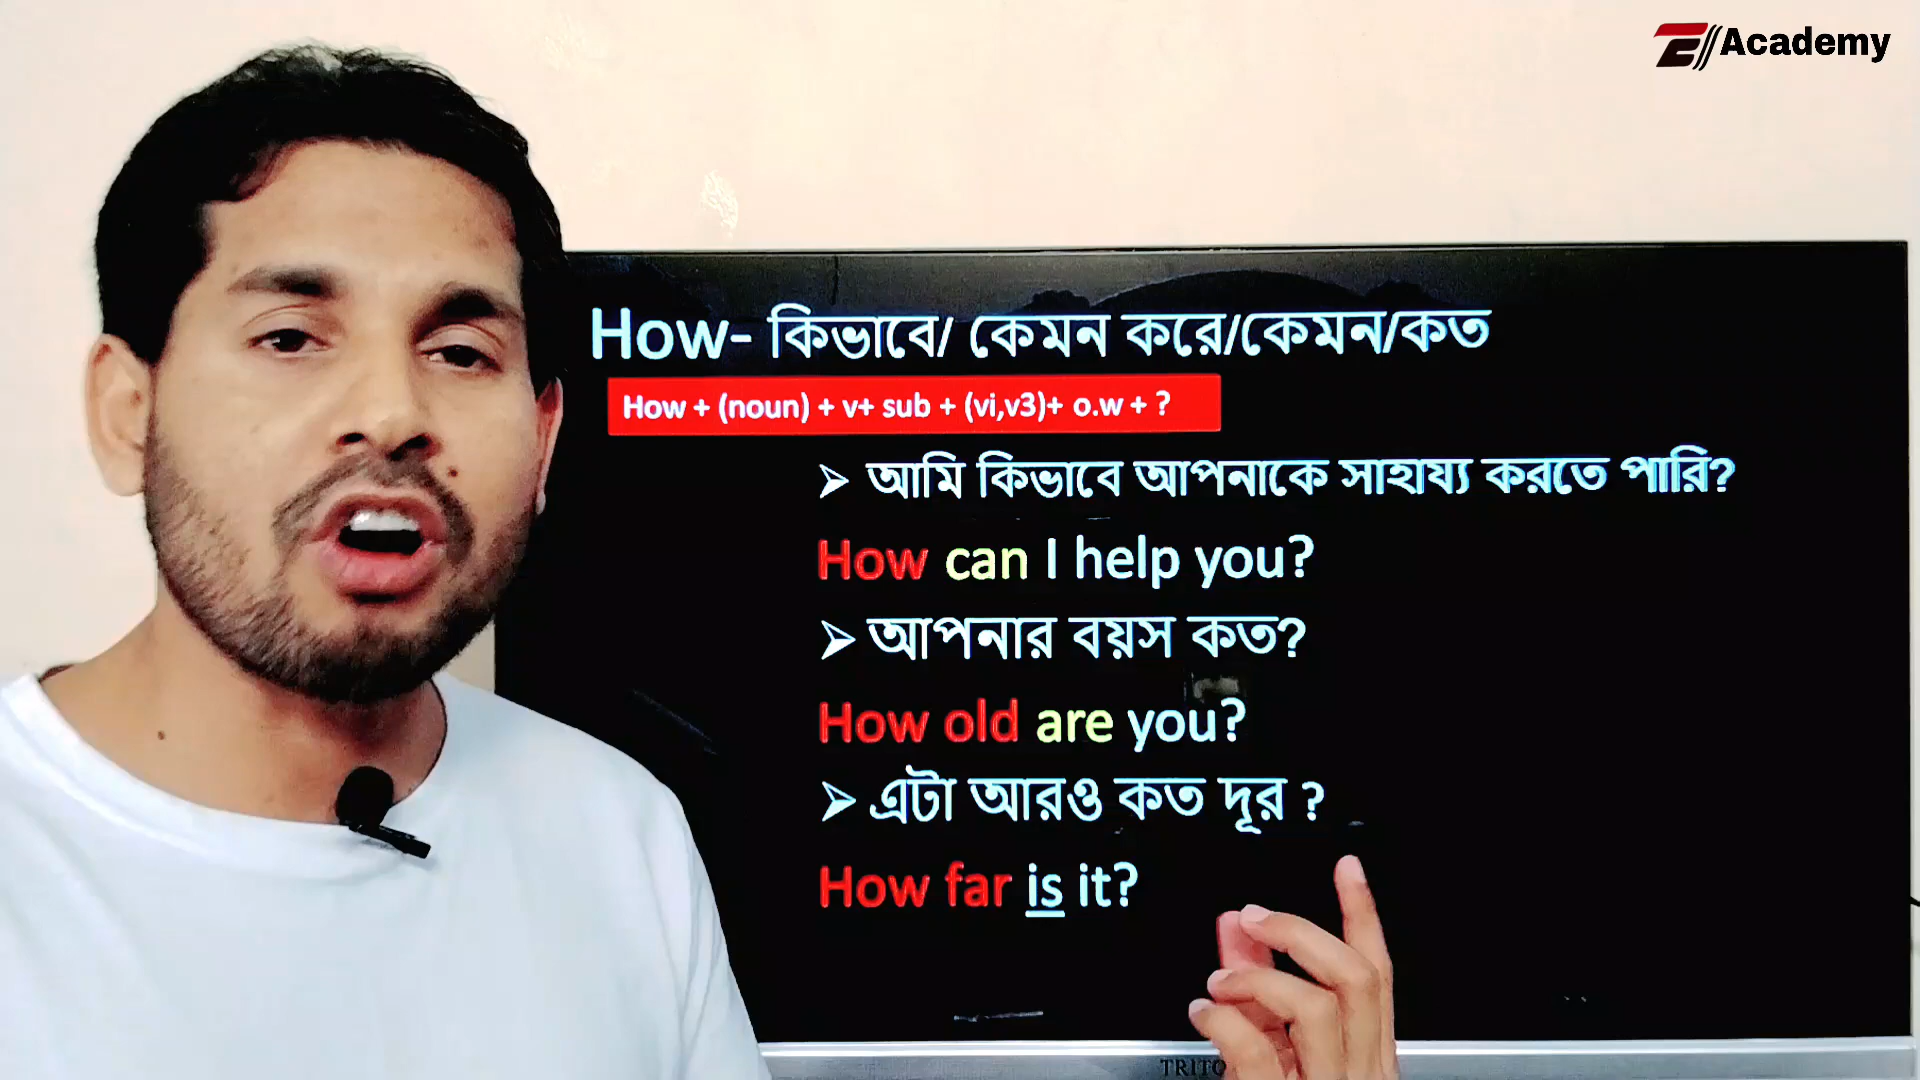 Academy
How- কিভাবে/ কেমন করে/কেমন/কত
How + (noun) + v+ sub + (vi,v3)+ o.w + ?
➢ আমি কিভাবে আপনাকে সাহায্য করতে পারি?
How can I help you?
➢ আপনার বয়স কত?
How old are you?
➢ এটা আরও কত দূর ?
How far is it?